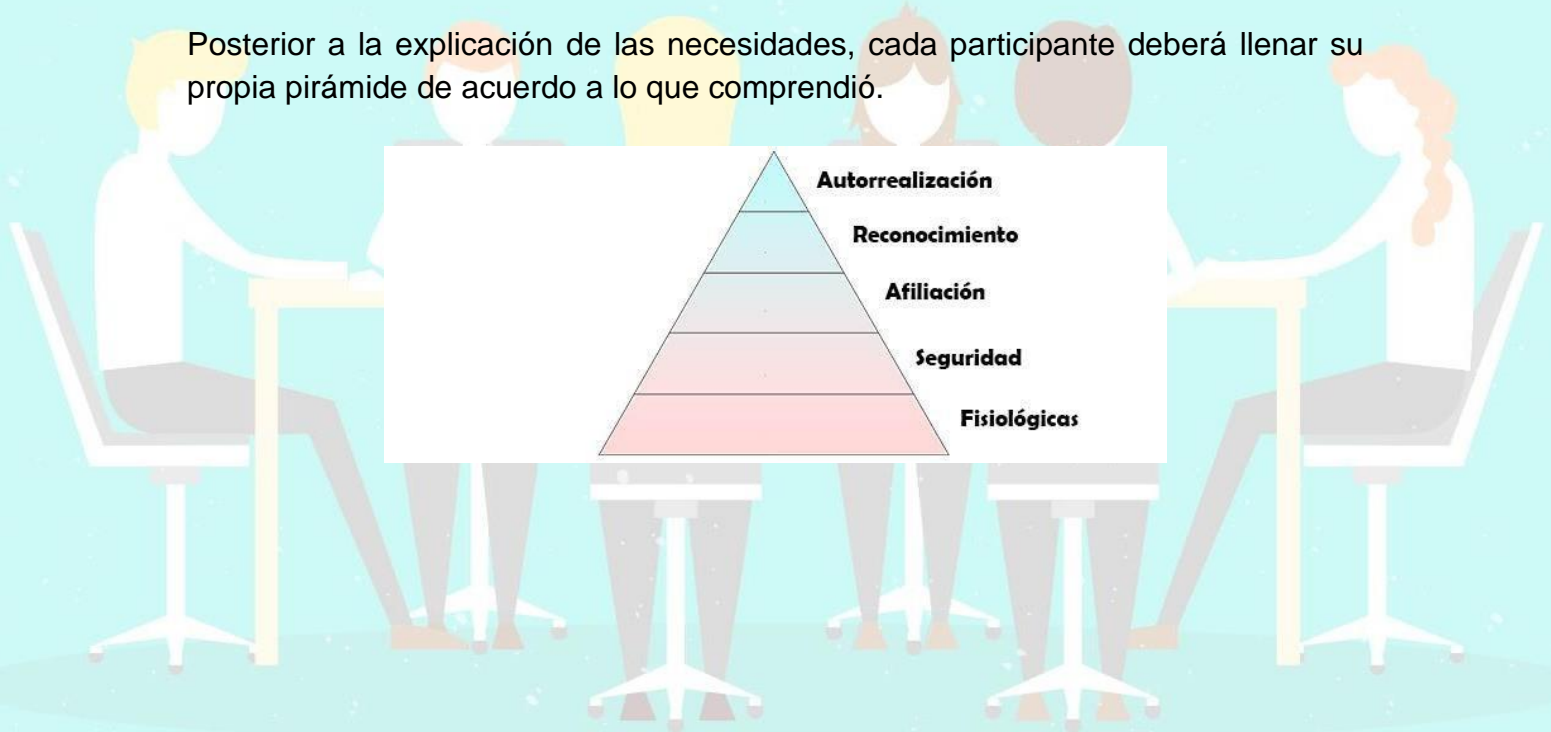 Posterior a la explicación de las necesidades, cada participante deberá llenar su
propia pirámide de acuerdo a lo que comprendió.
Autorrealización
Reconocimiento
Afiliación
Seguridad
Fisiológicas